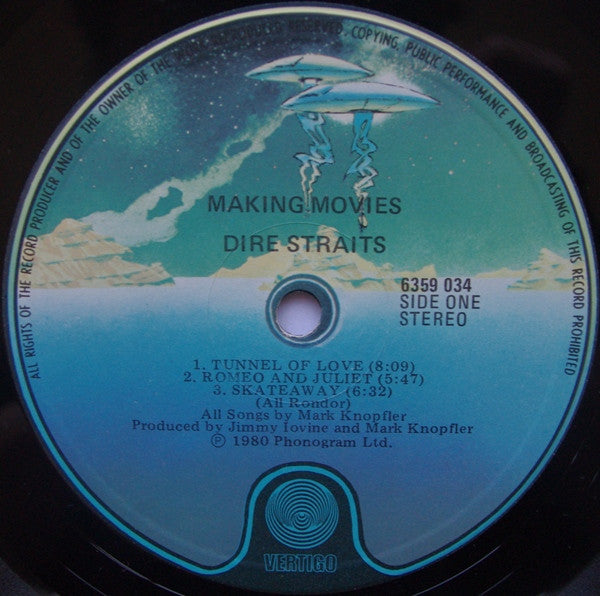 ALL RIGHTS OF THE RECORD PRODUCER AND OF THE OWNER OF THE WORK REPRODUCED RESERVED. COPYING, PUBLIC PERFORMANCE AND BROADCASTING OF THIS RECORD PROHIBITED
MAKING MOVIES
DIRE STRAITS
6359 034
SIDE ONE
STEREO
1. TUNNEL OF LOVE (8:09)
2. ROMEO AND JULIET (5:47)
3. SKATEAWAY (6:32)
(All Rondor)
All Songs by Mark Knopfler
Produced by Jimmy Iovine and Mark Knopfler
℗ 1980 Phonogram Ltd.
VERTIGO